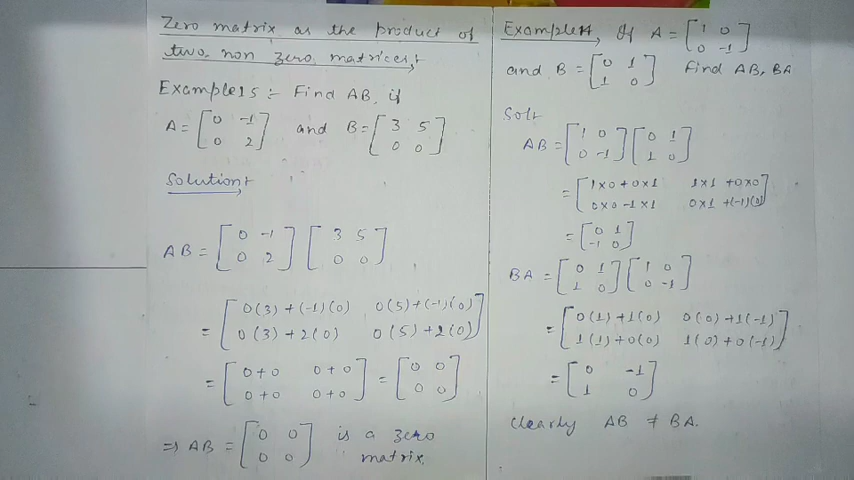 Zero matrix as the product of
two non zero matrices:
Example15:- Find AB, if
A = [0 -1
0 2] and B = [3 5
0 0]
Solution:
AB = [0 -1
0 2] [3 5
0 0]
= [0(3)+(-1)(0) 0(5)+(-1)(0)
0(3)+2(0) 0(5)+2(0)]
= [0+0 0+0
0+0 0+0] = [0 0
0 0]
⇒ AB = [0 0
0 0] is a zero
matrix.
Example14, If A = [1 0
0 -1]
and B = [0 1
1 0] Find AB, BA
Sol:
AB = [1 0
0 -1] [0 1
1 0]
= [1×0+0×1 1×1+0×0
0×0-1×1 0×1+(-1)(0)]
= [0 1
-1 0]
BA = [0 1
1 0] [1 0
0 -1]
= [0(1)+1(0) 0(0)+1(-1)
1(1)+0(0) 1(0)+0(-1)]
= [0 -1
1 0]
Clearly AB ≠ BA.